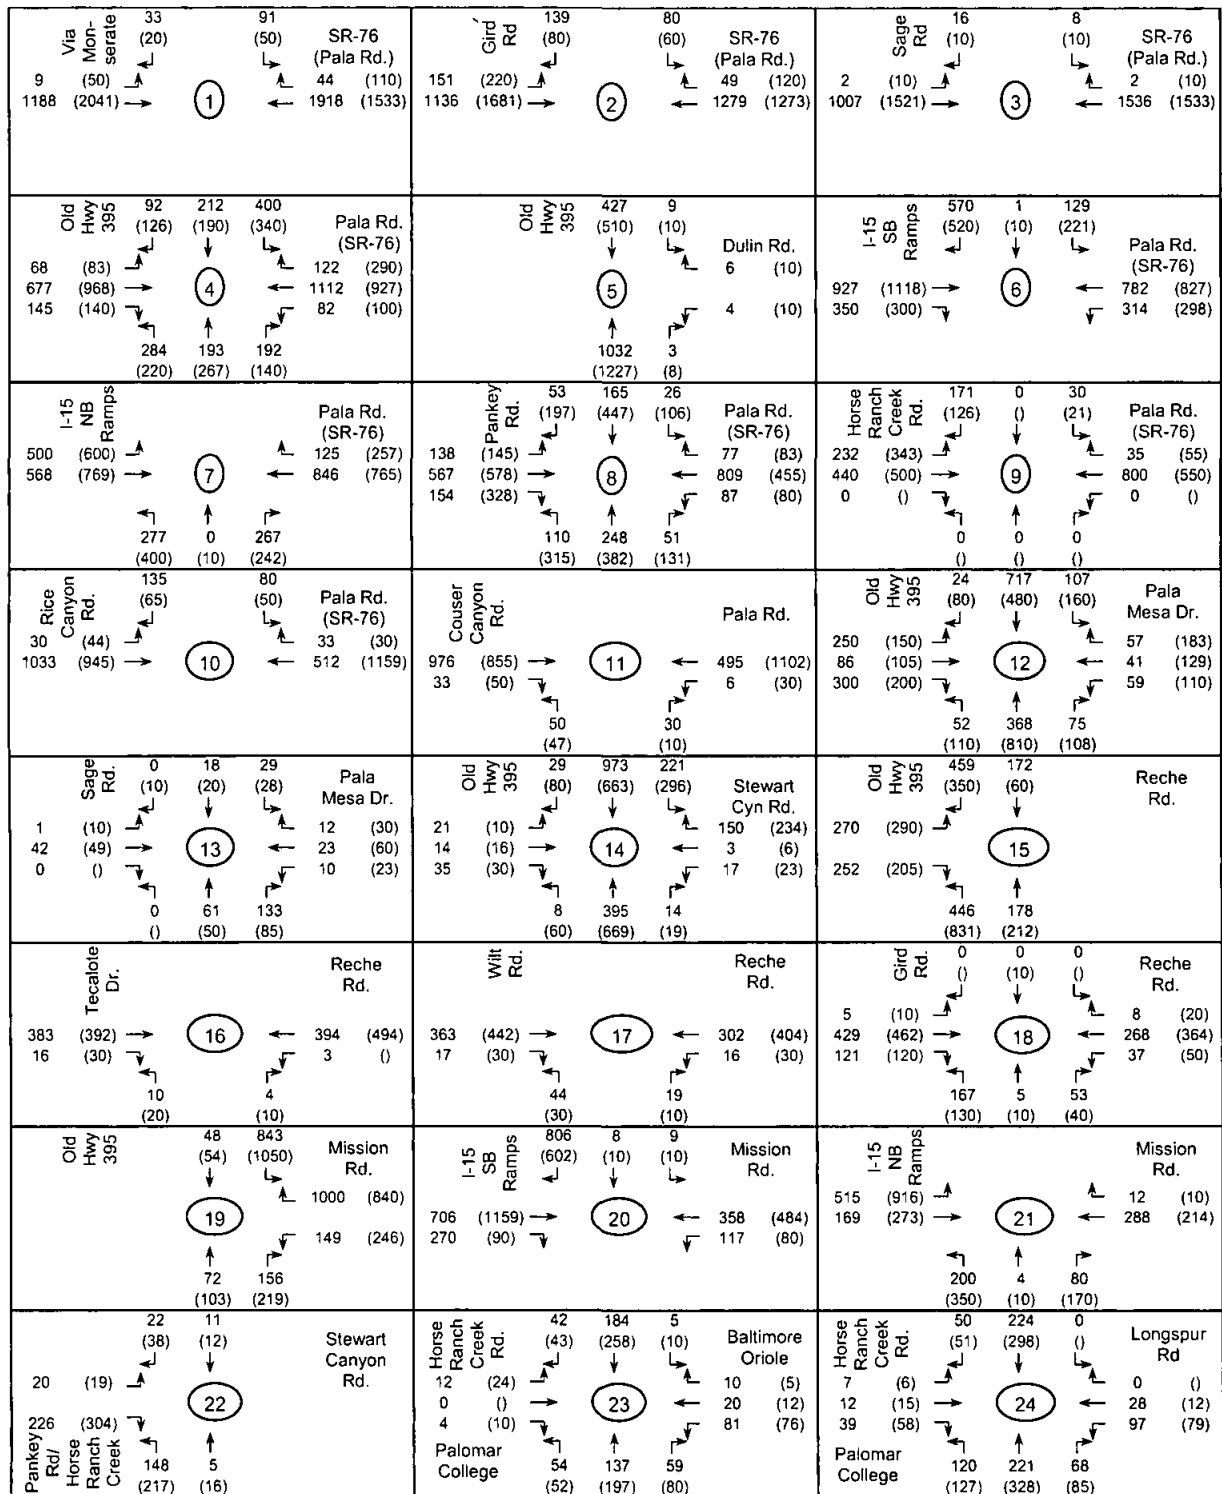 33 91
Via Mon- serate (20) (50) SR-76
(Pala Rd.)
9 (50) 44 (110)
1188 (2041) 1 1918 (1533)
139 80
Gird Rd (80) (60) SR-76
(Pala Rd.)
151 (220) 49 (120)
1136 (1681) 2 1279 (1273)
16 8
Sage Rd (10) (10) SR-76
(Pala Rd.)
2 (10) 2 (10)
1007 (1521) 3 1536 (1533)
92 212 400
Old Hwy 395 (126) (190) (340) Pala Rd.
(SR-76)
68 (83) 122 (290)
677 (968) 4 1112 (927)
145 (140) 82 (100)
284 193 192
(220) (267) (140)
427 9
Old Hwy 395 (510) (10)
Dulin Rd.
6 (10)
5
4 (10)
1032 3
(1227) (8)
570 1 129
I-15 SB Ramps (520) (10) (221)
Pala Rd.
(SR-76)
927 (1118) 6 782 (827)
350 (300) 314 (298)
I-15 NB Ramps Pala Rd.
(SR-76)
500 (600) 125 (257)
568 (769) 7 846 (765)
277 0 267
(400) (10) (242)
53 165 26
Pankey Rd. (197) (447) (106) Pala Rd.
(SR-76)
138 (145) 77 (83)
567 (578) 8 809 (455)
154 (328) 87 (80)
110 248 51
(315) (382) (131)
171 0 30
Horse Ranch Creek Rd. (126) () (21) Pala Rd.
(SR-76)
232 (343) 35 (55)
440 (500) 9 800 (550)
0 () 0 ()
0 0 0
() () ()
135 80
Rice Canyon Rd. (65) (50) Pala Rd.
(SR-76)
30 (44) 33 (30)
1033 (945) 10 512 (1159)
Couser Canyon Rd. Pala Rd.
976 (855) 11 495 (1102)
33 (50) 6 (30)
50 30
(47) (10)
24 717 107
Old Hwy 395 (80) (480) (160) Pala
Mesa Dr.
250 (150) 57 (183)
86 (105) 12 41 (129)
300 (200) 59 (110)
52 368 75
(110) (810) (108)
0 18 29
Sage Rd. (10) (20) (28) Pala
Mesa Dr.
1 (10) 12 (30)
42 (49) 13 23 (60)
0 () 10 (23)
0 61 133
() (50) (85)
29 973 221
Old Hwy 395 (80) (663) (296) Stewart
Cyn Rd.
21 (10) 150 (234)
14 (16) 14 3 (6)
35 (30) 17 (23)
8 395 14
(60) (669) (19)
459 172
Old Hwy 395 (350) (60) Reche
Rd.
270 (290)
15
252 (205)
446 178
(831) (212)
Tecalote Dr. Reche
Rd.
383 (392) 16 394 (494)
16 (30) 3 ()
10 4
(20) (10)
Wilt Rd. Reche
Rd.
363 (442) 17 302 (404)
17 (30) 16 (30)
44 19
(30) (10)
0 0 0
Gird Rd. () (10) () Reche
Rd.
5 (10) 8 (20)
429 (462) 18 268 (364)
121 (120) 37 (50)
167 5 53
(130) (10) (40)
48 843
Old Hwy 395 (54) (1050) Mission
Rd.
1000 (840)
19
149 (246)
72 156
(103) (219)
806 8 9
I-15 SB Ramps (602) (10) (10) Mission
Rd.
706 (1159) 20 358 (484)
270 (90) 117 (80)
I-15 NB Ramps Mission
Rd.
515 (916) 12 (10)
169 (273) 21 288 (214)
200 4 80
(350) (10) (170)
22 11
(38) (12) Stewart
Canyon
Rd.
20 (19)
22
226 (304)
Pankey Rd/ Horse Ranch Creek
148 5
(217) (16)
42 184 5
Horse Ranch Creek Rd. (43) (258) (10) Baltimore
Oriole
12 (24) 10 (5)
0 () 23 20 (12)
4 (10) 81 (76)
Palomar
College
54 137 59
(52) (197) (80)
50 224 0
Horse Ranch Creek Rd. (51) (298) () Longspur
Rd
7 (6) 0 ()
12 (15) 24 28 (12)
39 (58) 97 (79)
Palomar
College
120 221 68
(127) (328) (85)